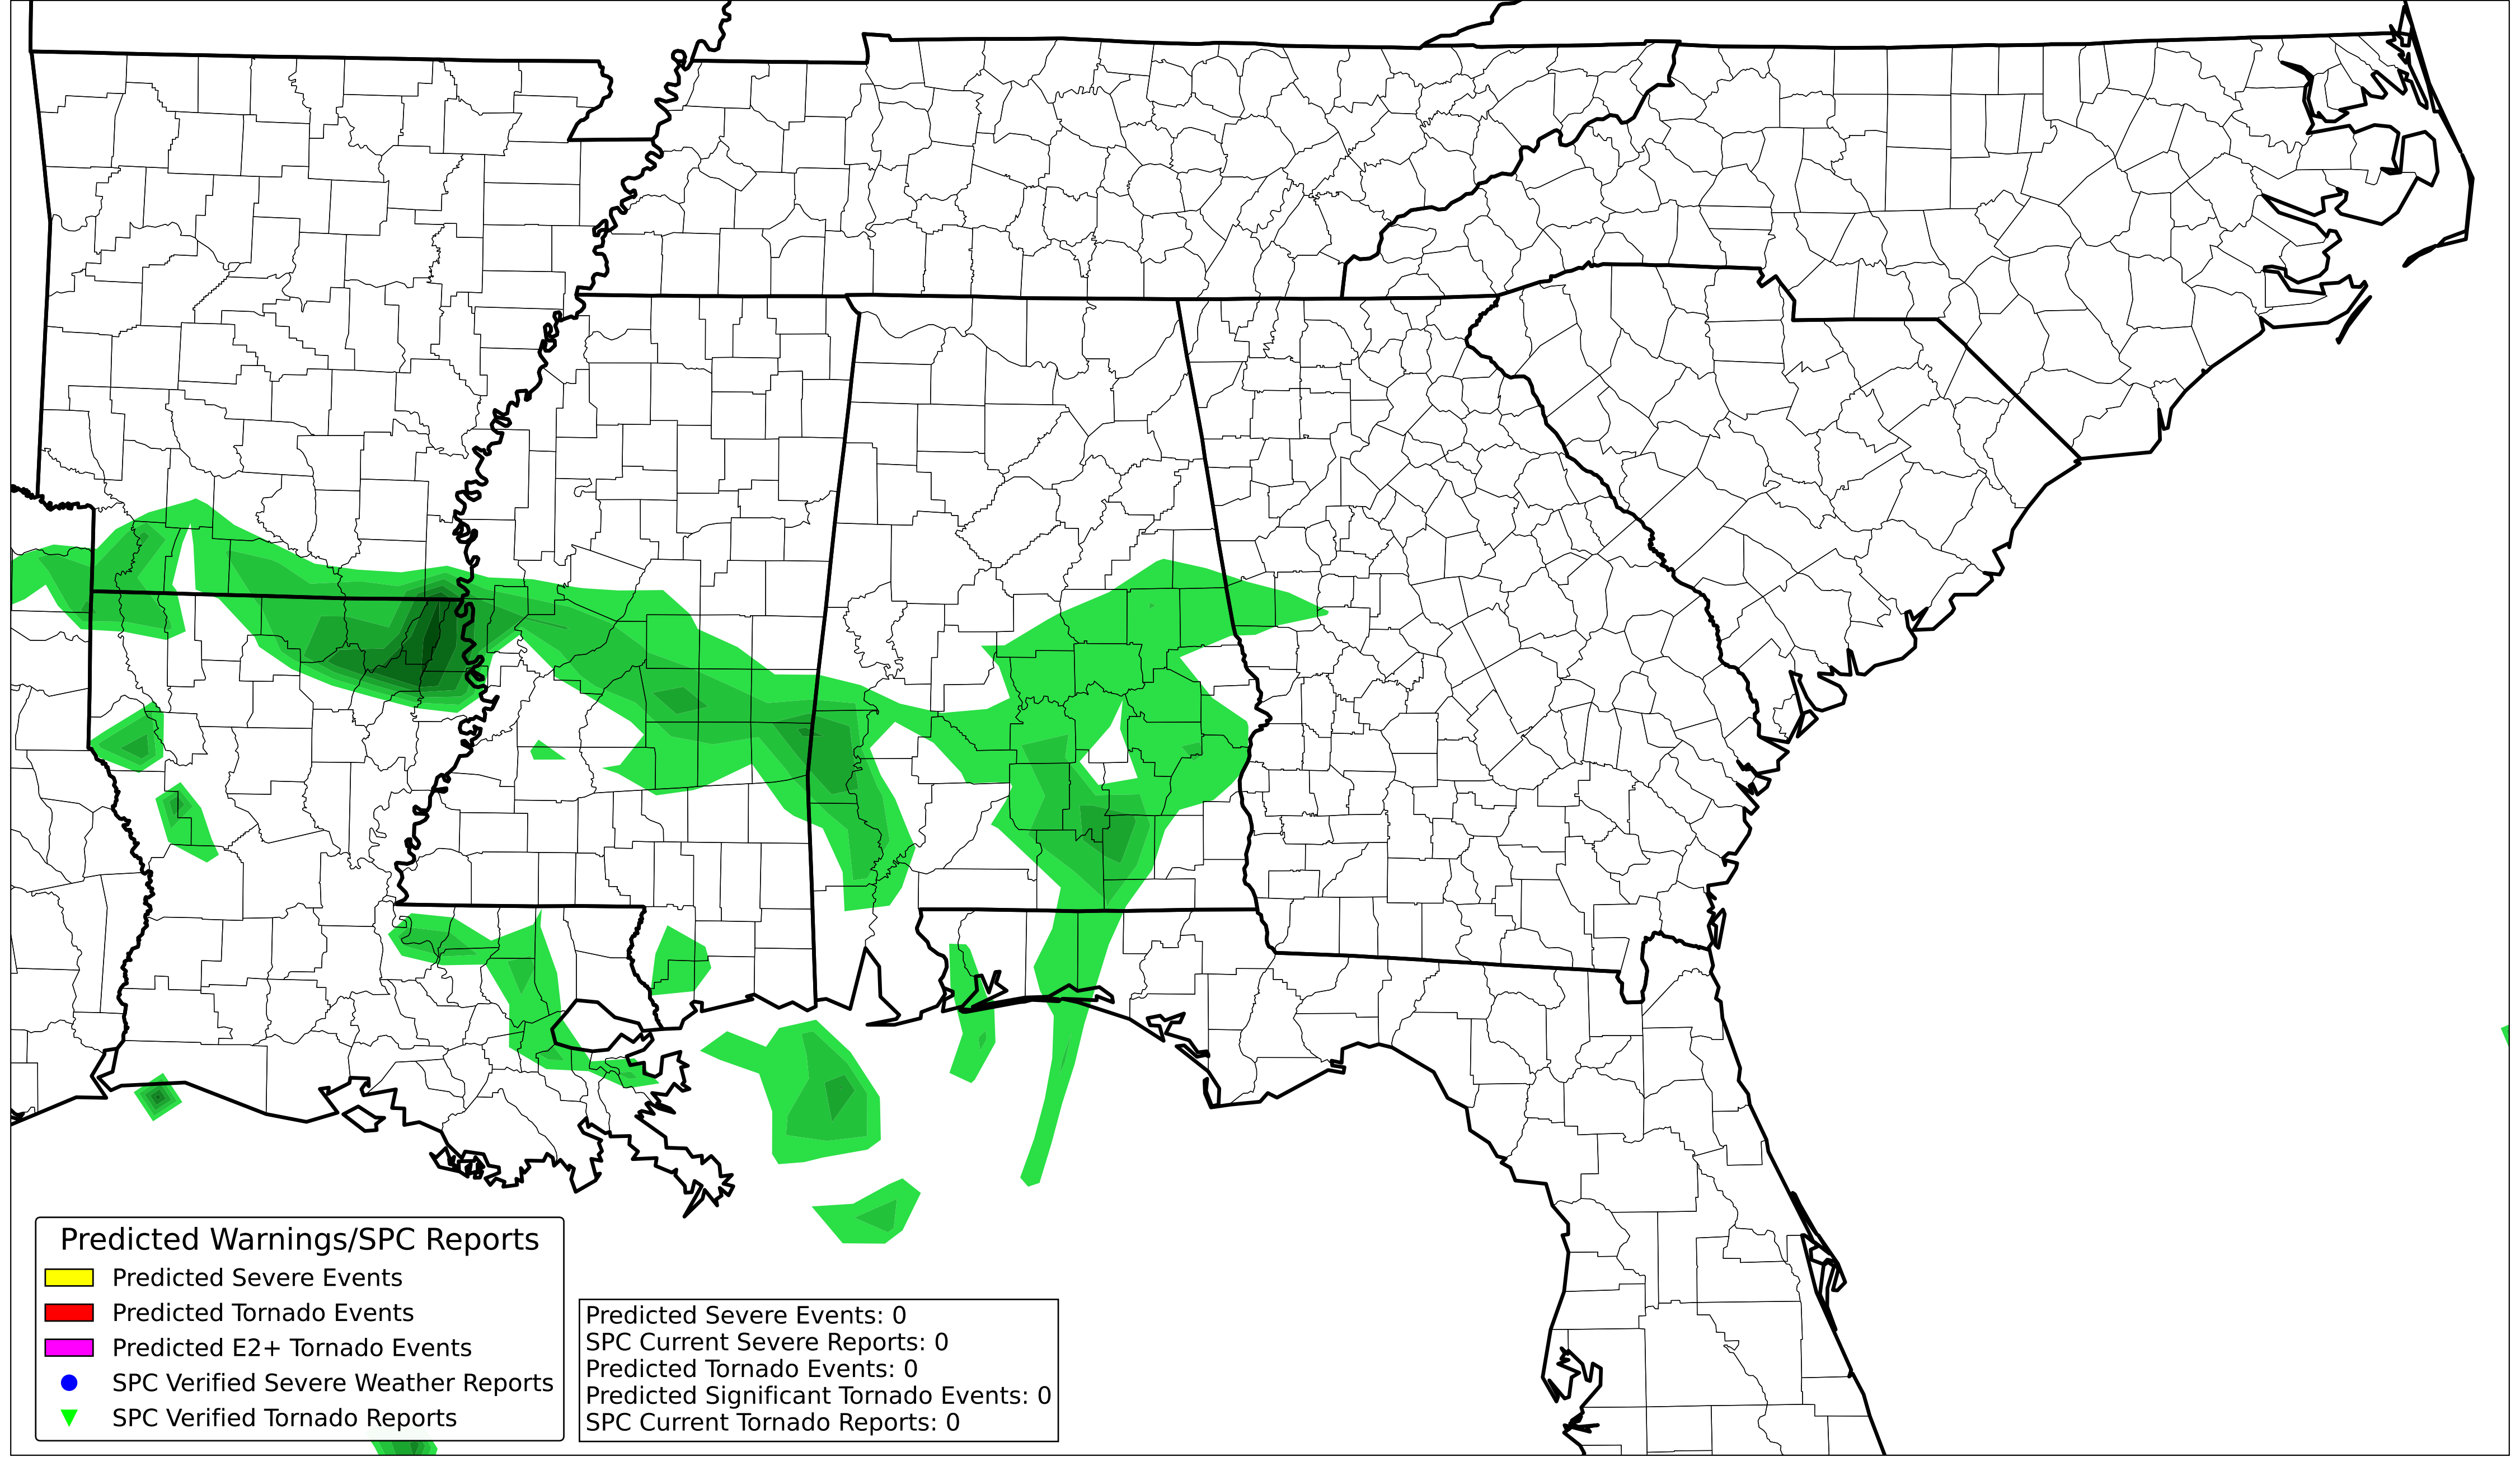 Predicted Warnings/SPC Reports
Predicted Severe Events
Predicted Tornado Events
Predicted E2+ Tornado Events
SPC Verified Severe Weather Reports
SPC Verified Tornado Reports
Predicted Severe Events: 0
SPC Current Severe Reports: 0
Predicted Tornado Events: 0
Predicted Significant Tornado Events: 0
SPC Current Tornado Reports: 0